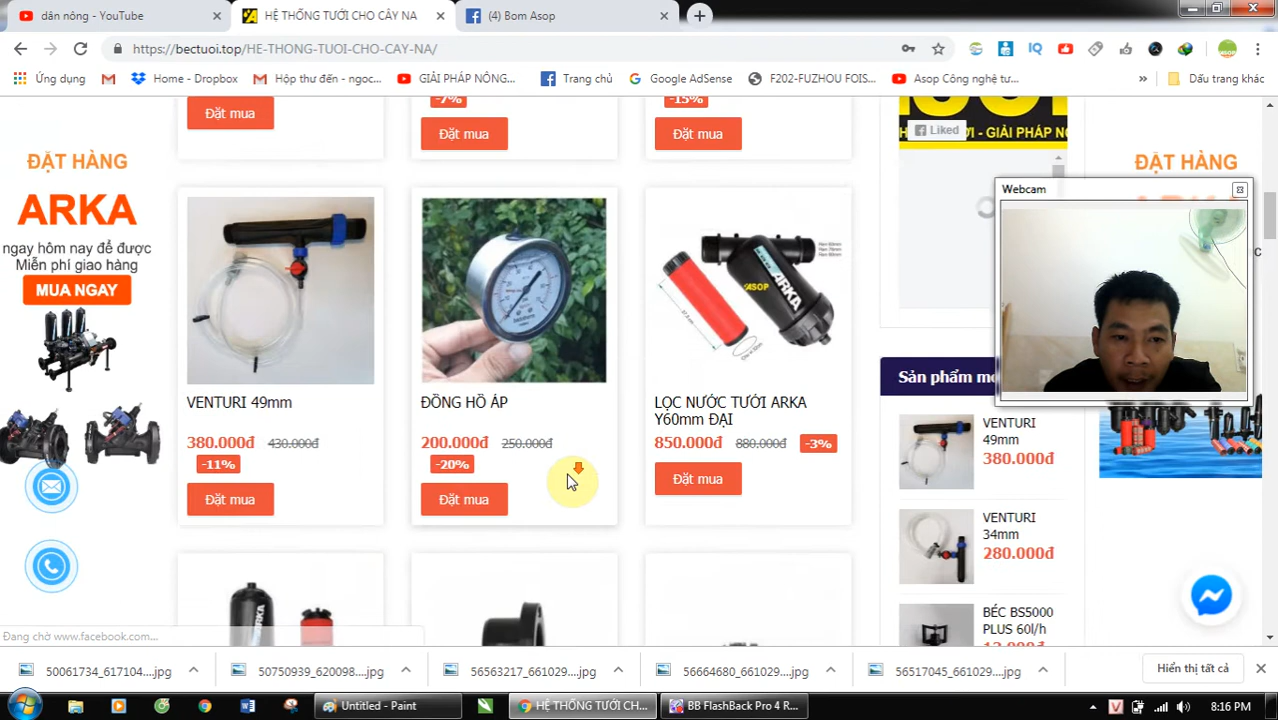 dân nông - YouTube
HỆ THỐNG TƯỚI CHO CÂY NA
(4) Bom Asop
https://bectuoi.top/HE-THONG-TUOI-CHO-CAY-NA/
IQ
Ứng dụng
Home - Dropbox
Hộp thư đến - ngoc...
GIẢI PHÁP NÔNG...
Trang chủ
Google AdSense
F202-FUZHOU FOIS...
Asop Công nghệ tư...
»
Dấu trang khác
-7%
-15%
Đặt mua
Đặt mua
Đặt mua
Liked
ĐẶT HÀNG
ARKA
ngay hôm nay để được
Miễn phí giao hàng
MUA NGAY
ĐẶT HÀNG
Webcam
ARKA
ASOP
VENTURI 49mm
380.000đ 430.000đ
-11%
Đặt mua
ĐỒNG HỒ ÁP
200.000đ 250.000đ
-20%
Đặt mua
LỌC NƯỚC TƯỚI ARKA
Y60mm ĐẠI
850.000đ 880.000đ -3%
Đặt mua
Sản phẩm mớ
VENTURI
49mm
380.000đ
VENTURI
34mm
280.000đ
BÉC BS5000
PLUS 60l/h
ARKA
Đang chờ www.facebook.com...
50061734_617104....jpg
50750939_620098....jpg
56563217_661029....jpg
56664680_661029....jpg
56517045_661029....jpg
Hiển thị tất cả
Untitled - Paint
HỆ THỐNG TƯỚI CH...
BB FlashBack Pro 4 R...
V
8:16 PM